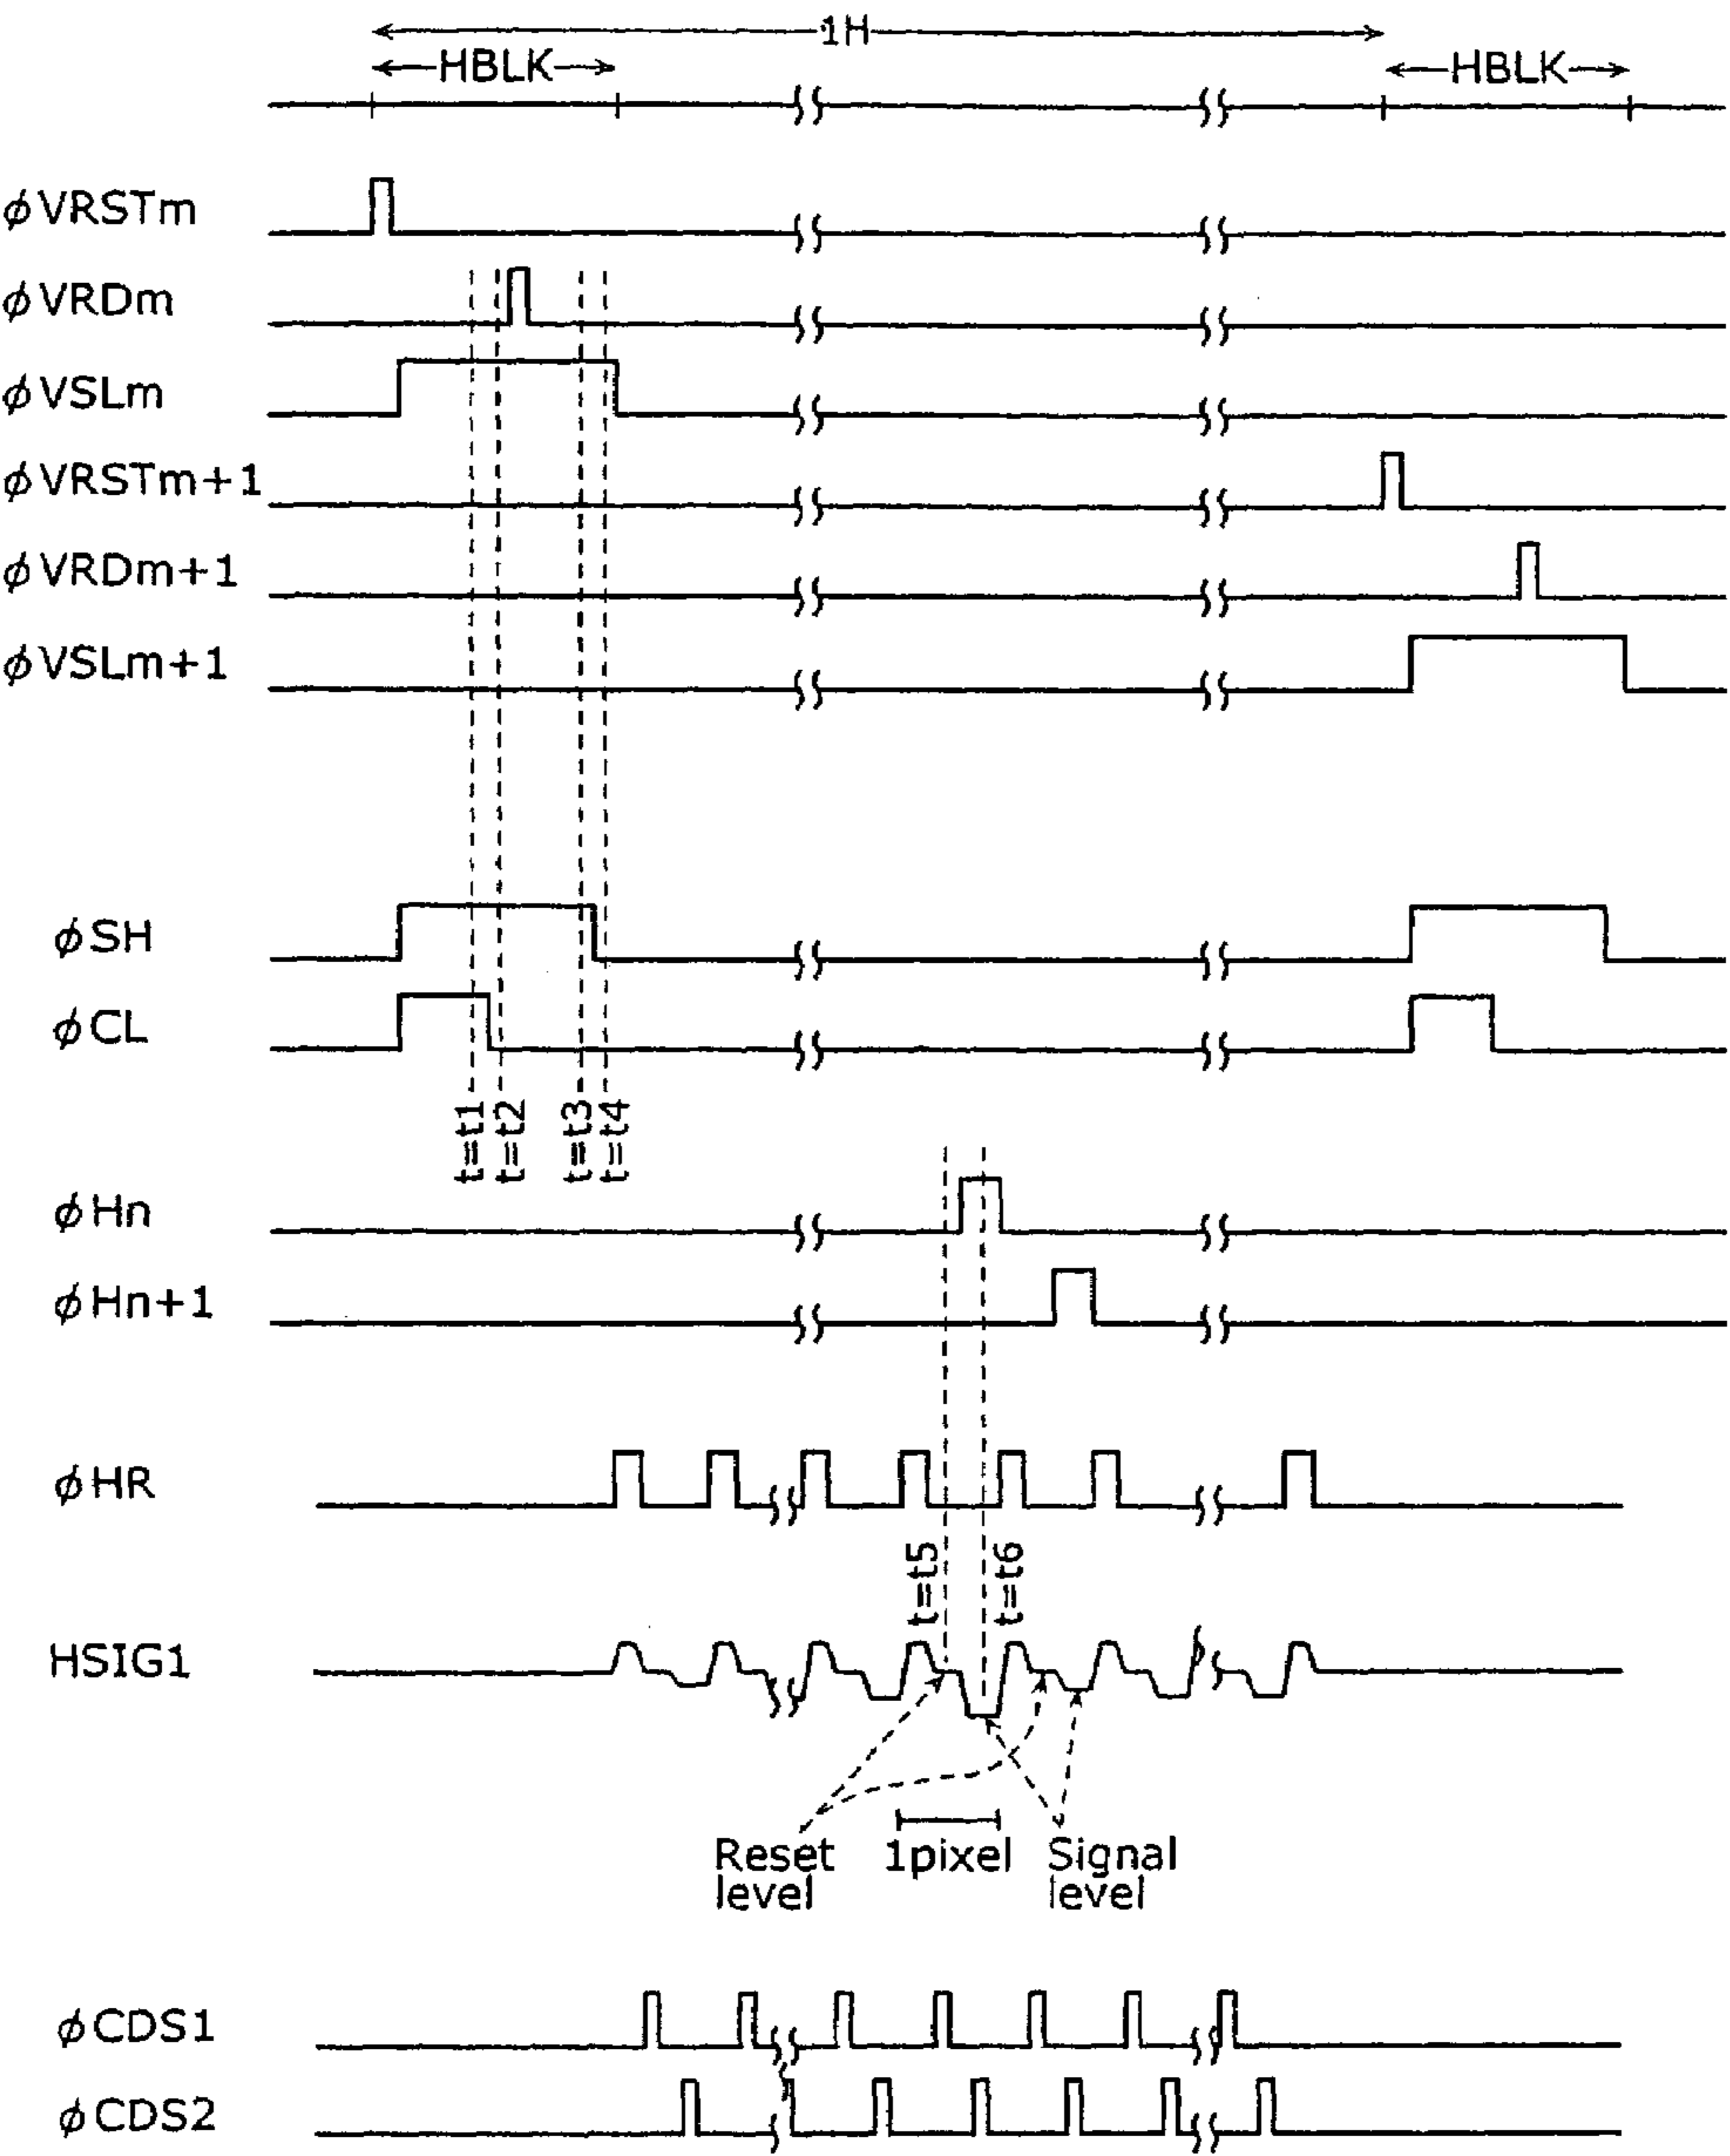 1H
HBLK
HBLK
ϕVRSTm
ϕVRDm
ϕVSLm
ϕVRSTm+1
ϕVRDm+1
ϕVSLm+1
ϕSH
ϕCL
t=t1
t=t2
t=t3
t=t4
ϕHn
ϕHn+1
ϕHR
t=t5
t=t6
HSIG1
Reset
level
1pixel
Signal
level
ϕCDS1
ϕCDS2